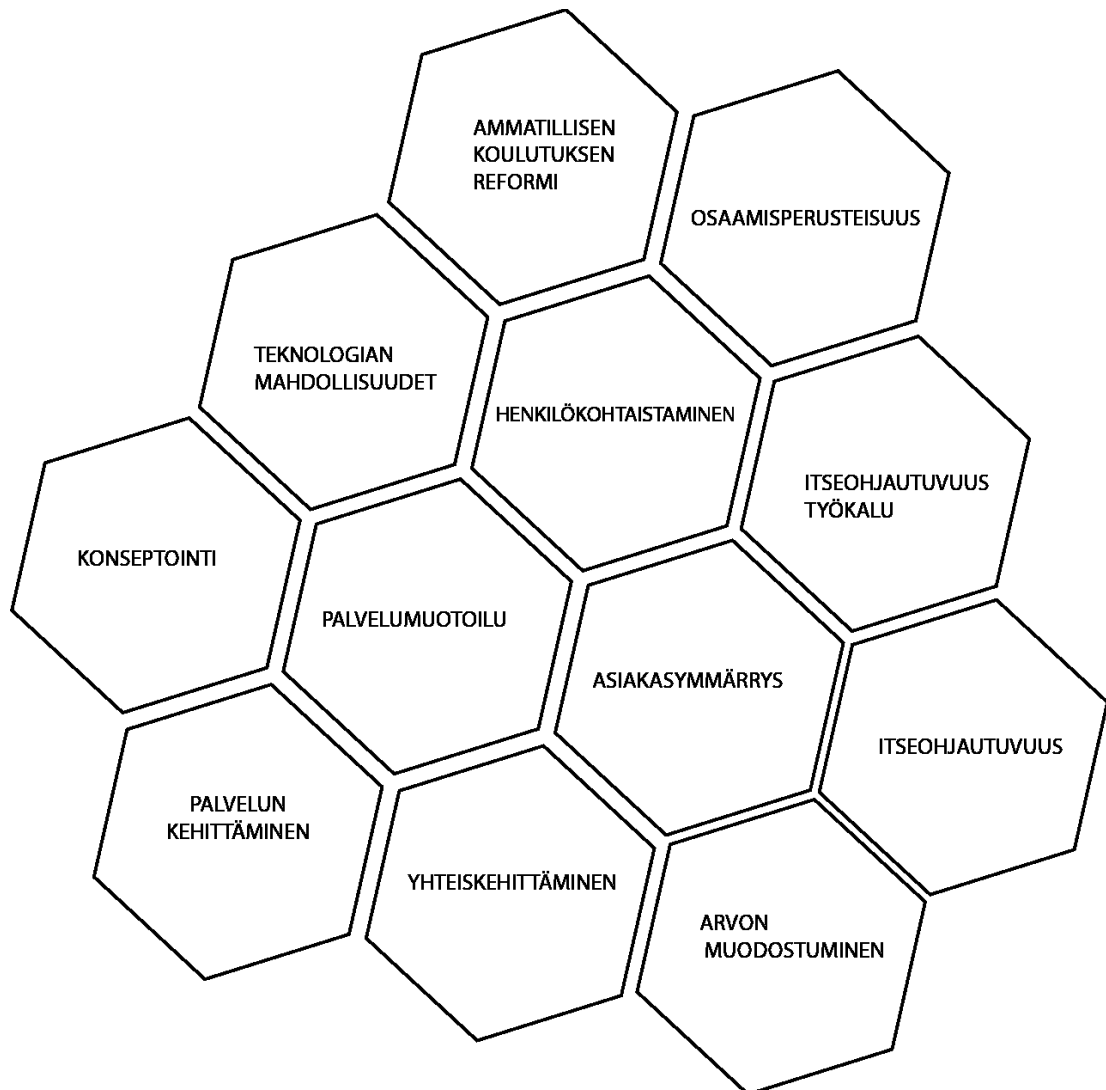 AMMATILLISEN
KOULUTUKSEN
REFORMI
OSAAMISPERUSTEISUUS
TEKNOLOGIAN
MAHDOLLISUUDET
HENKILÖKOHTAISTAMINEN
ITSEOHJAUTUVUUS
TYÖKALU
KONSEPTOINTI
PALVELUMUOTOILU
ASIAKASYMMÄRRYS
ITSEOHJAUTUVUUS
PALVELUN
KEHITTÄMINEN
YHTEISKEHITTÄMINEN
ARVON
MUODOSTUMINEN